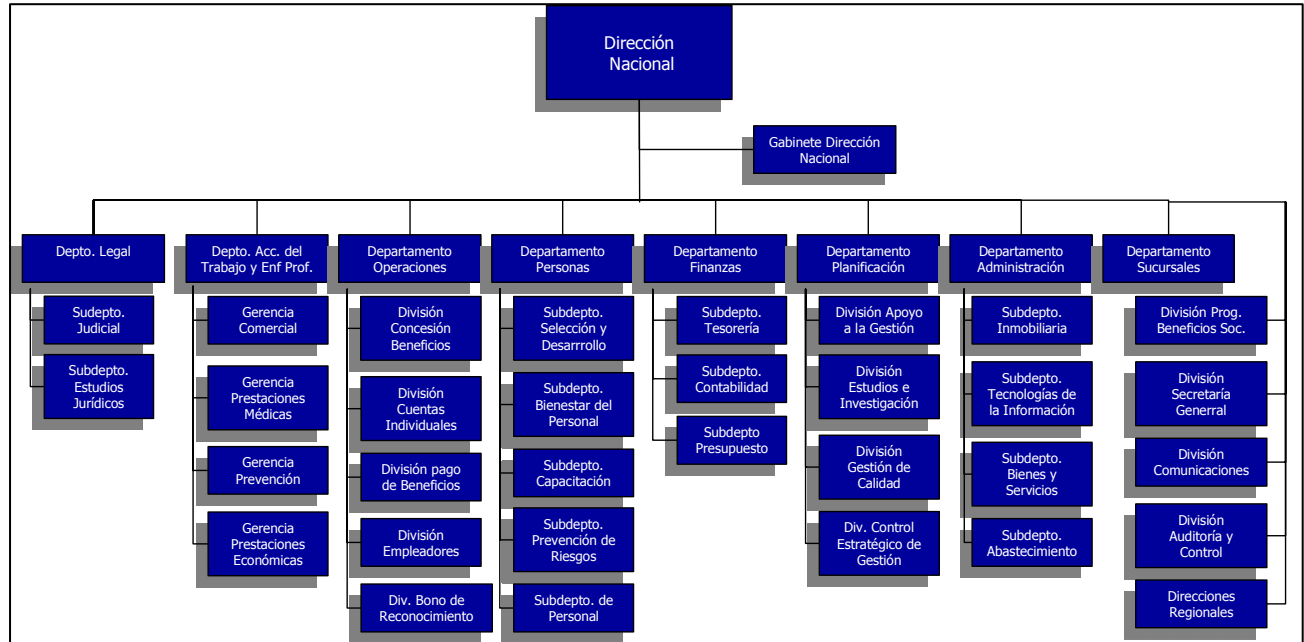 Dirección
Nacional
Gabinete Dirección
Nacional
Depto. Legal
Sudepto.
Judicial
Subdepto.
Estudios
Jurídicos
Depto. Acc. del
Trabajo y Enf Prof.
Gerencia
Comercial
Gerencia
Prestaciones
Médicas
Gerencia
Prevención
Gerencia
Prestaciones
Económicas
Departamento
Operaciones
División
Concesión
Beneficios
División
Cuentas
Individuales
División pago
de Beneficios
División
Empleadores
Div. Bono de
Reconocimiento
Departamento
Personas
Subdepto.
Selección y
Desarrrollo
Subdepto.
Bienestar del
Personal
Subdepto.
Capacitación
Subdepto.
Prevención de
Riesgos
Subdepto. de
Personal
Departamento
Finanzas
Subdepto.
Tesorería
Subdepto.
Contabilidad
Subdepto
Presupuesto
Departamento
Planificación
División Apoyo
a la Gestión
División
Estudios e
Investigación
División
Gestión de
Calidad
Div. Control
Estratégico de
Gestión
Departamento
Administración
Subdepto.
Inmobiliaria
Subdepto.
Tecnologías de
la Información
Subdepto.
Bienes y
Servicios
Subdepto.
Abastecimiento
Departamento
Sucursales
División Prog.
Beneficios Soc.
División
Secretaría
Generral
División
Comunicaciones
División
Auditoría y
Control
Direcciones
Regionales